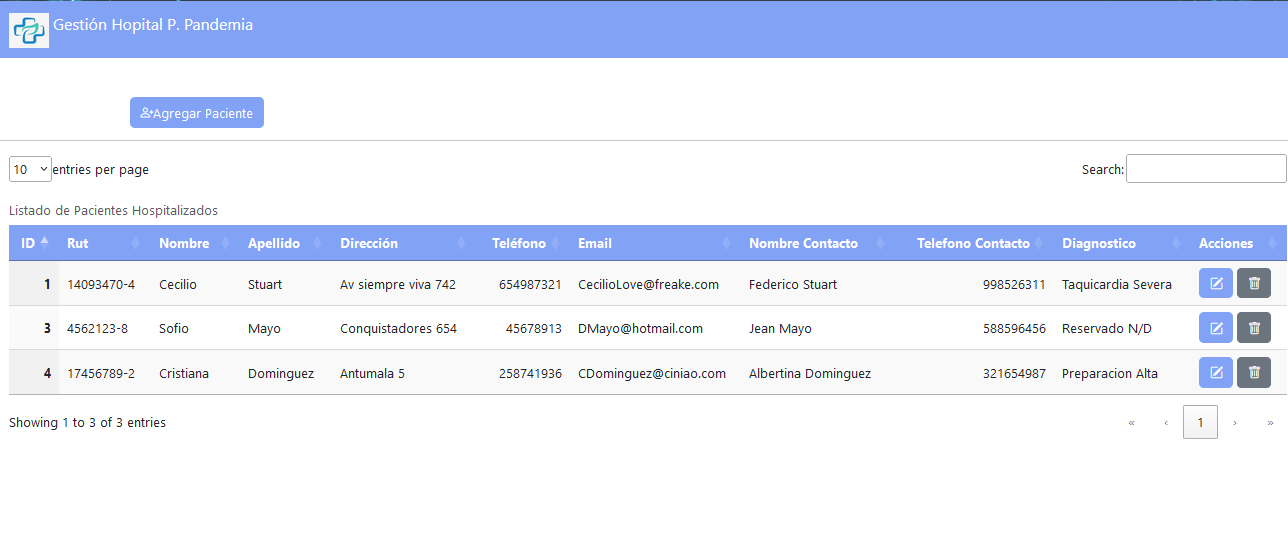 Gestión Hopital P. Pandemia
Agregar Paciente
10 entries per page
Search:
Listado de Pacientes Hospitalizados
ID Rut Nombre Apellido Dirección Teléfono Email Nombre Contacto Telefono Contacto Diagnostico Acciones
1 14093470-4 Cecilio Stuart Av siempre viva 742 654987321 CecilioLove@freake.com Federico Stuart 998526311 Taquicardia Severa
3 4562123-8 Sofio Mayo Conquistadores 654 45678913 DMayo@hotmail.com Jean Mayo 588596456 Reservado N/D
4 17456789-2 Cristiana Dominguez Antumala 5 258741936 CDominguez@ciniao.com Albertina Dominguez 321654987 Preparacion Alta
Showing 1 to 3 of 3 entries
« ‹ 1 › »